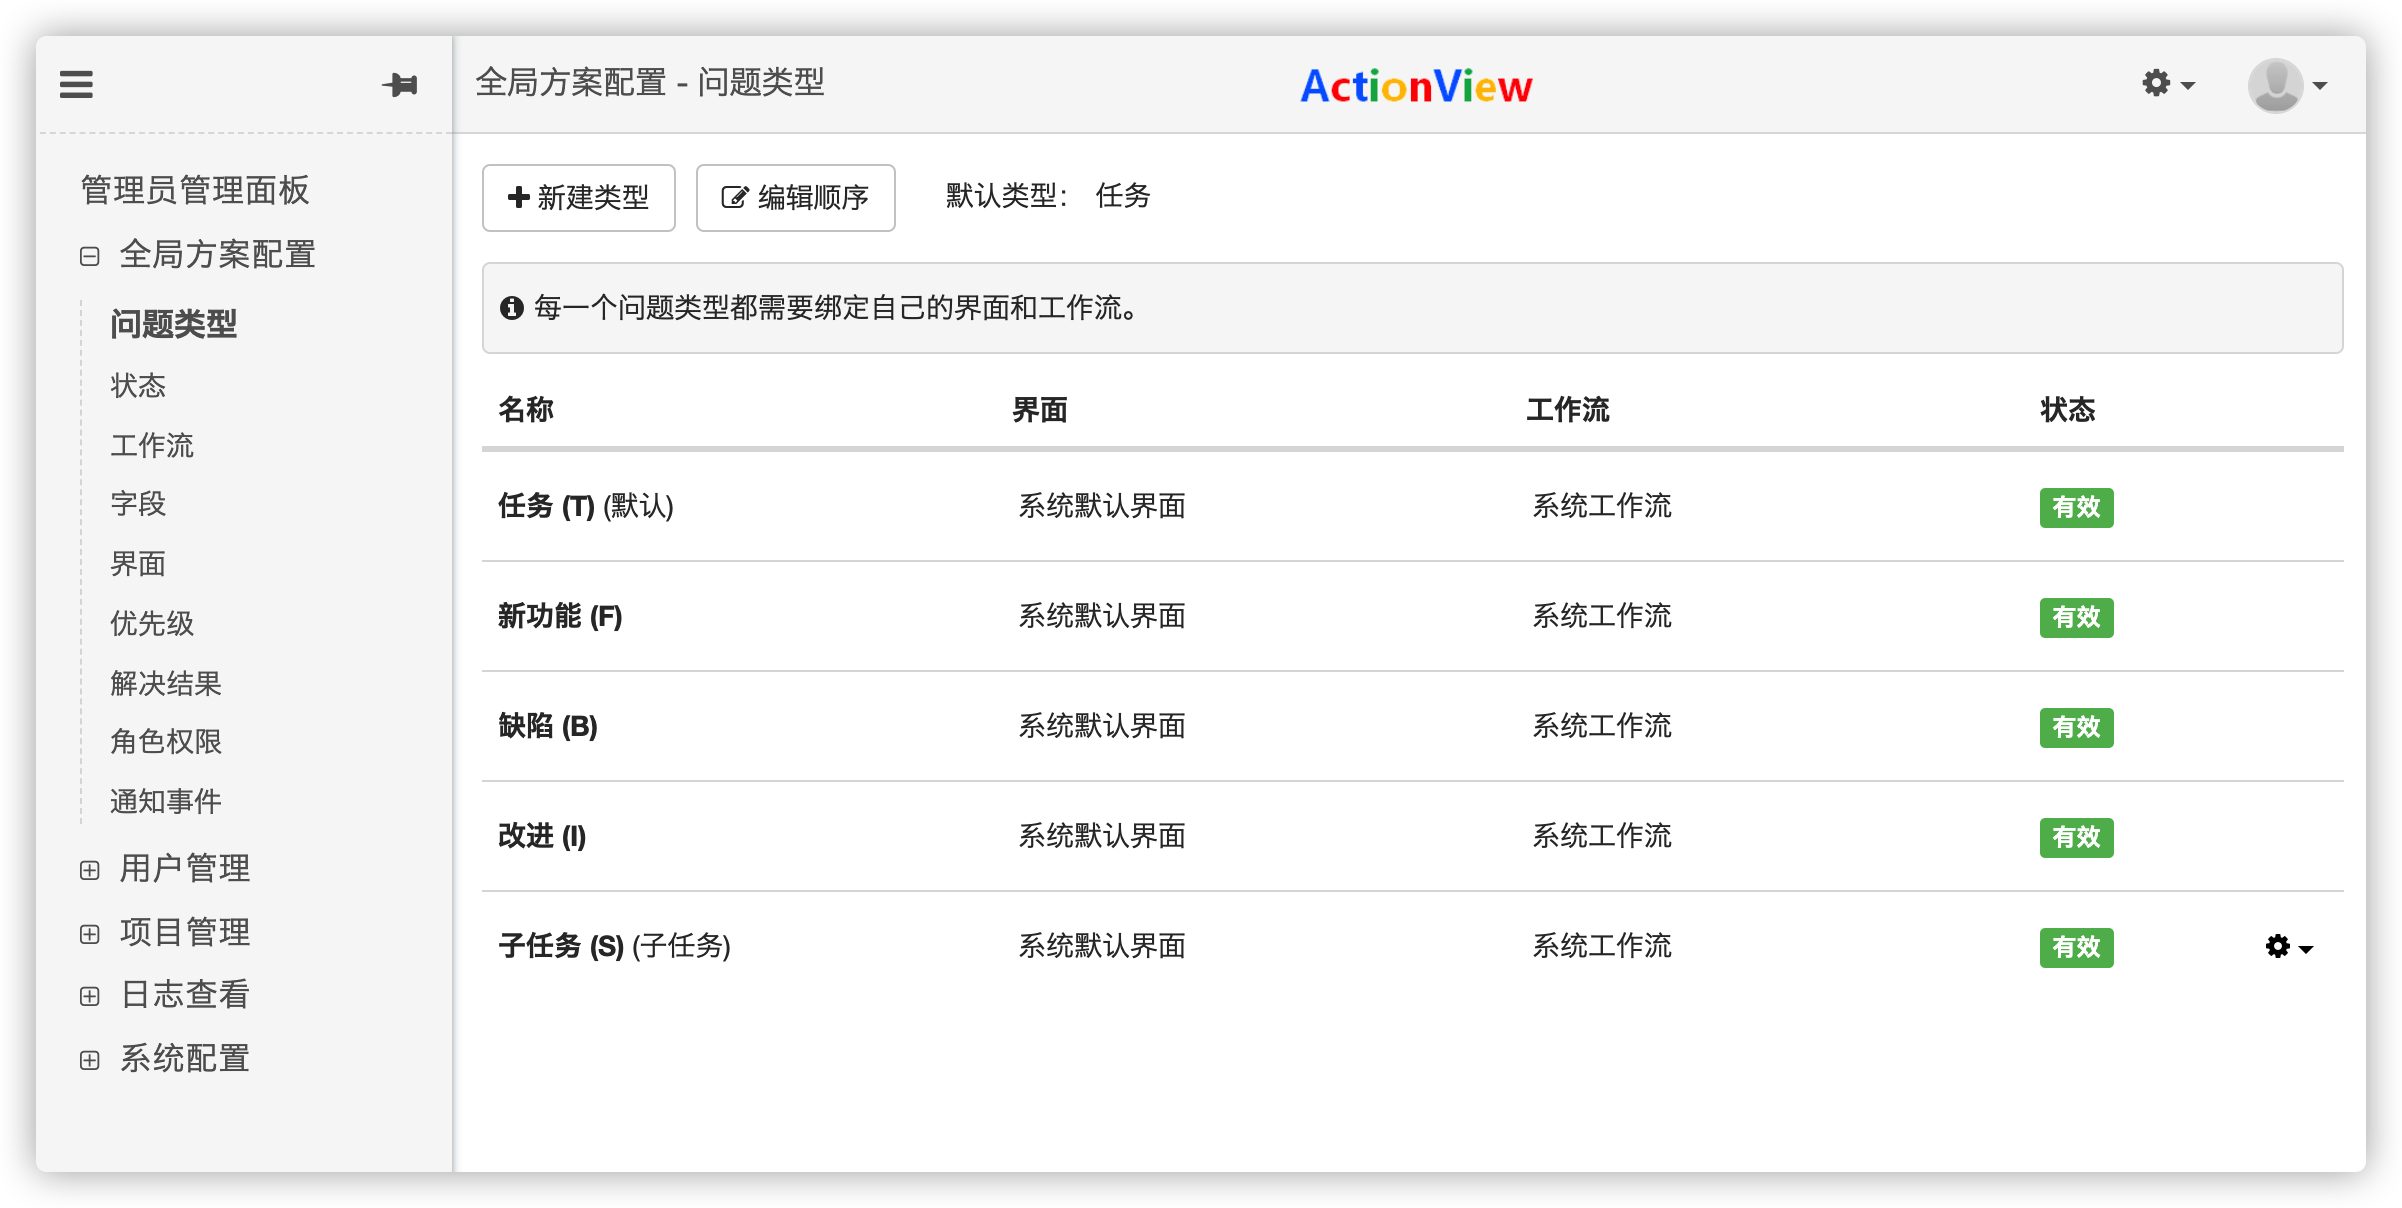 全局方案配置 - 问题类型
ActionView
管理员管理面板
全局方案配置
问题类型
状态
工作流
字段
界面
优先级
解决结果
角色权限
通知事件
用户管理
项目管理
日志查看
系统配置
新建类型 编辑顺序 默认类型： 任务
每一个问题类型都需要绑定自己的界面和工作流。
名称 界面 工作流 状态
任务 (T) (默认) 系统默认界面 系统工作流 有效
新功能 (F) 系统默认界面 系统工作流 有效
缺陷 (B) 系统默认界面 系统工作流 有效
改进 (I) 系统默认界面 系统工作流 有效
子任务 (S) (子任务) 系统默认界面 系统工作流 有效